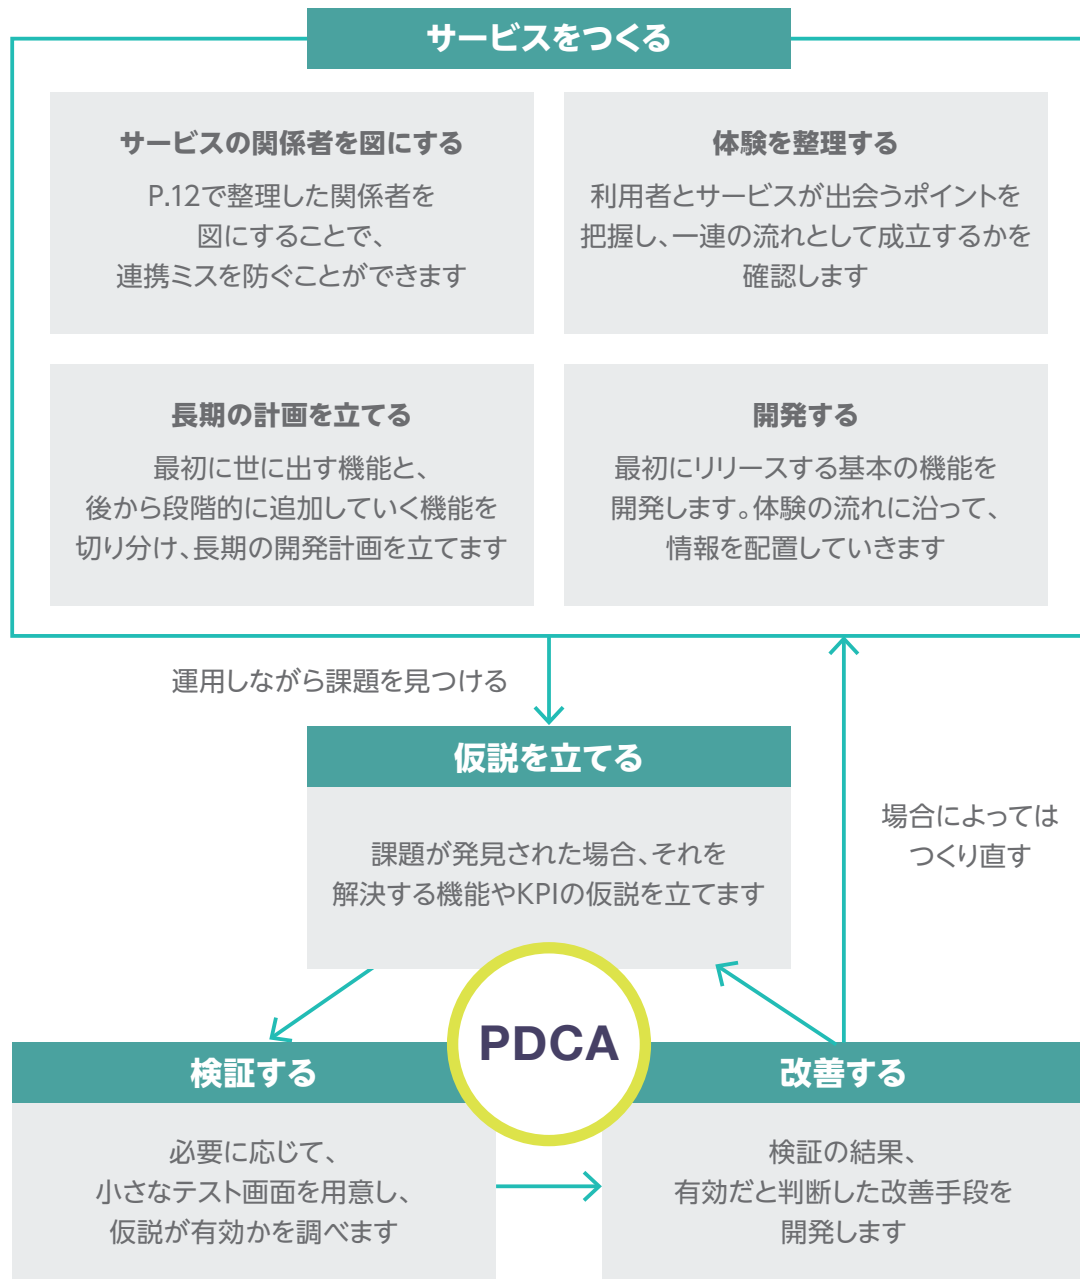 サービスをつくる
サービスの関係者を図にする
P.12で整理した関係者を
図にすることで、
連携ミスを防ぐことができます
体験を整理する
利用者とサービスが出会うポイントを
把握し、一連の流れとして成立するかを
確認します
長期の計画を立てる
最初に世に出す機能と、
後から段階的に追加していく機能を
切り分け、長期の開発計画を立てます
開発する
最初にリリースする基本の機能を
開発します。体験の流れに沿って、
情報を配置していきます
運用しながら課題を見つける
仮説を立てる
課題が発見された場合、それを
解決する機能やKPIの仮説を立てます
場合によっては
つくり直す
PDCA
検証する
必要に応じて、
小さなテスト画面を用意し、
仮説が有効かを調べます
改善する
検証の結果、
有効だと判断した改善手段を
開発します